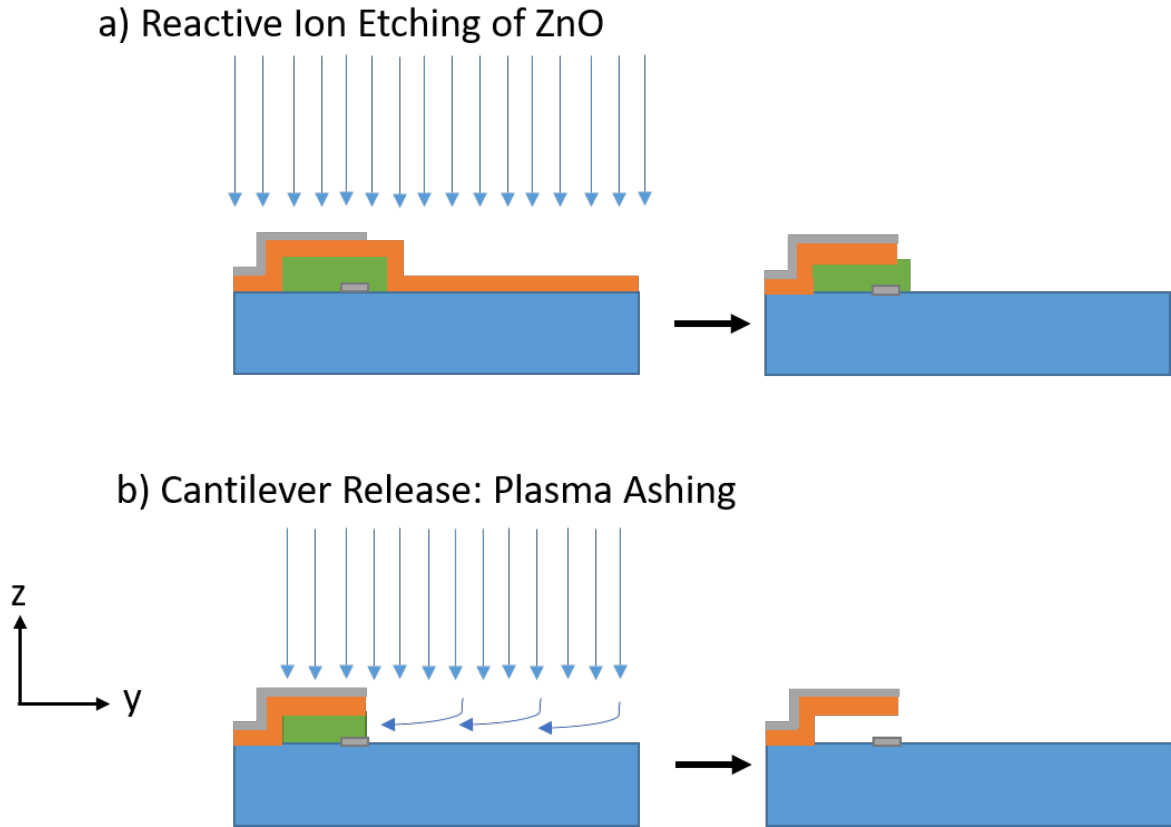 a) Reactive Ion Etching of ZnO
b) Cantilever Release: Plasma Ashing
z
y